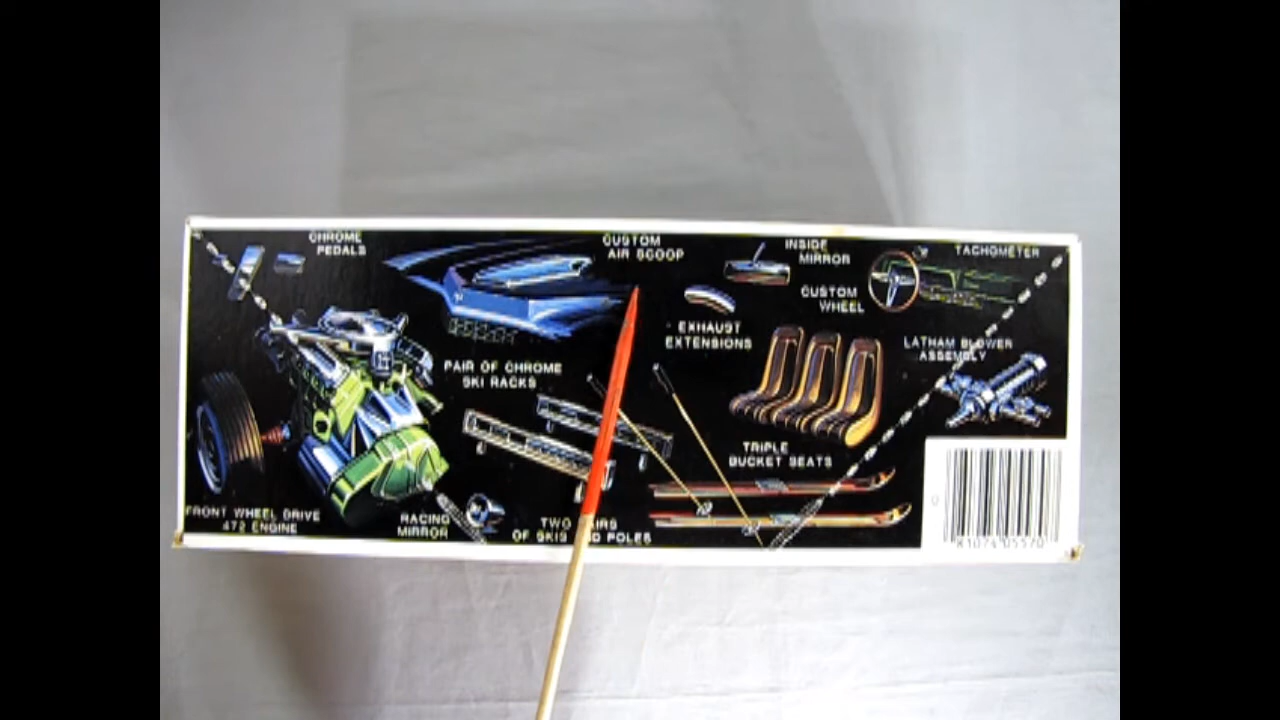 CHROME
PEDALS
CUSTOM
AIR SCOOP
INSIDE
MIRROR
TACHOMETER
CUSTOM
WHEEL
EXHAUST
EXTENSIONS
LATHAM BLOWER
ASSEMBLY
PAIR OF CHROME
SKI RACKS
TRIPLE
BUCKET SEATS
FRONT WHEEL DRIVE
472 ENGINE
RACING
MIRROR
TWO
OF SKIS POLES